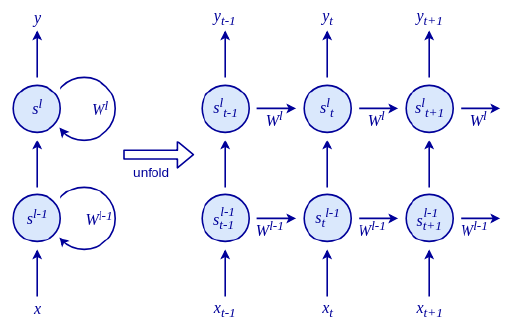 y
y_{t-1} y_t y_{t+1}
s^l W^l s^l_{t-1} W^l s^l_t W^l s^l_{t+1} W^l
unfold
s^{l-1} W^{l-1} s^{l-1}_{t-1} W^{l-1} s^{l-1}_t W^{l-1} s^{l-1}_{t+1} W^{l-1}
x x_{t-1} x_t x_{t+1}